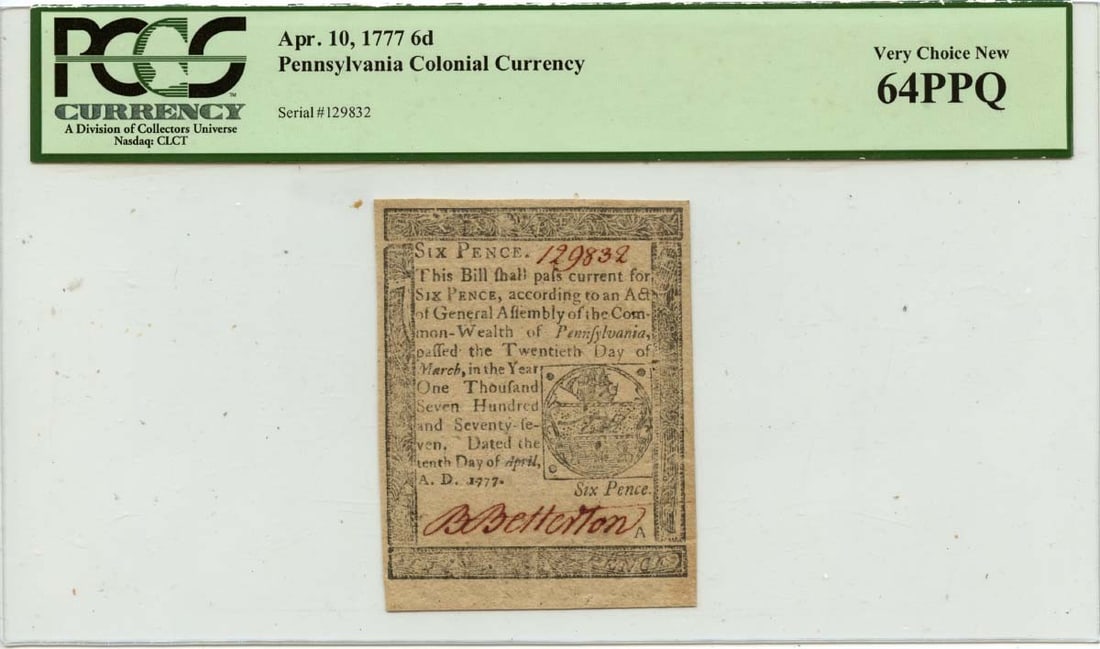 PCGS
CURRENCY
A Division of Collectors Universe
Nasdaq: CLCT
Apr. 10, 1777 6d
Pennsylvania Colonial Currency
Serial #129832
Very Choice New
64PPQ
SIX PENCE. 129832
This Bill ſhall paſs current for
SIX PENCE, according to an Act
of General Aſſembly of the Com-
mon-Wealth of Pennſylvania,
paſſed the Twentieth Day of
March, in the Year
One Thouſand
Seven Hundred
and Seventy-ſe-
ven. Dated the
tenth Day of April,
A. D. 1777.
Six Pence.
B Betterton
A
PENCE